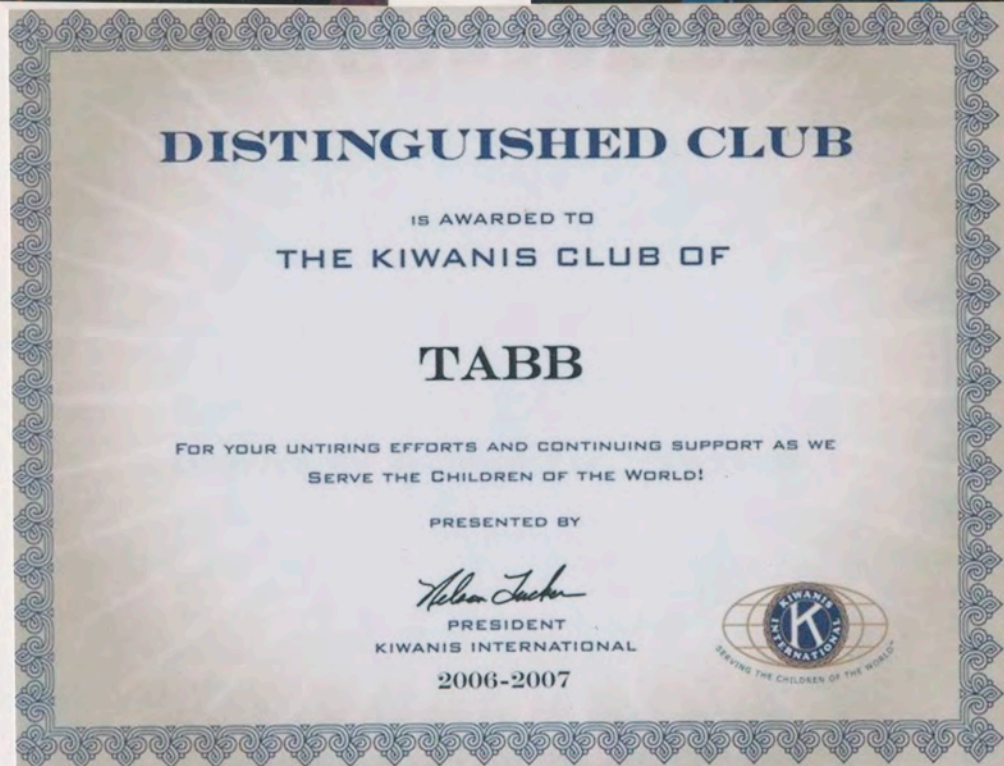 DISTINGUISHED CLUB
IS AWARDED TO
THE KIWANIS CLUB OF
TABB
FOR YOUR UNTIRING EFFORTS AND CONTINUING SUPPORT AS WE
SERVE THE CHILDREN OF THE WORLD!
PRESENTED BY
Nelson Tucker
PRESIDENT
KIWANIS INTERNATIONAL
2006-2007
KIWANIS
K
INTERNATIONAL
SERVING THE CHILDREN OF THE WORLD